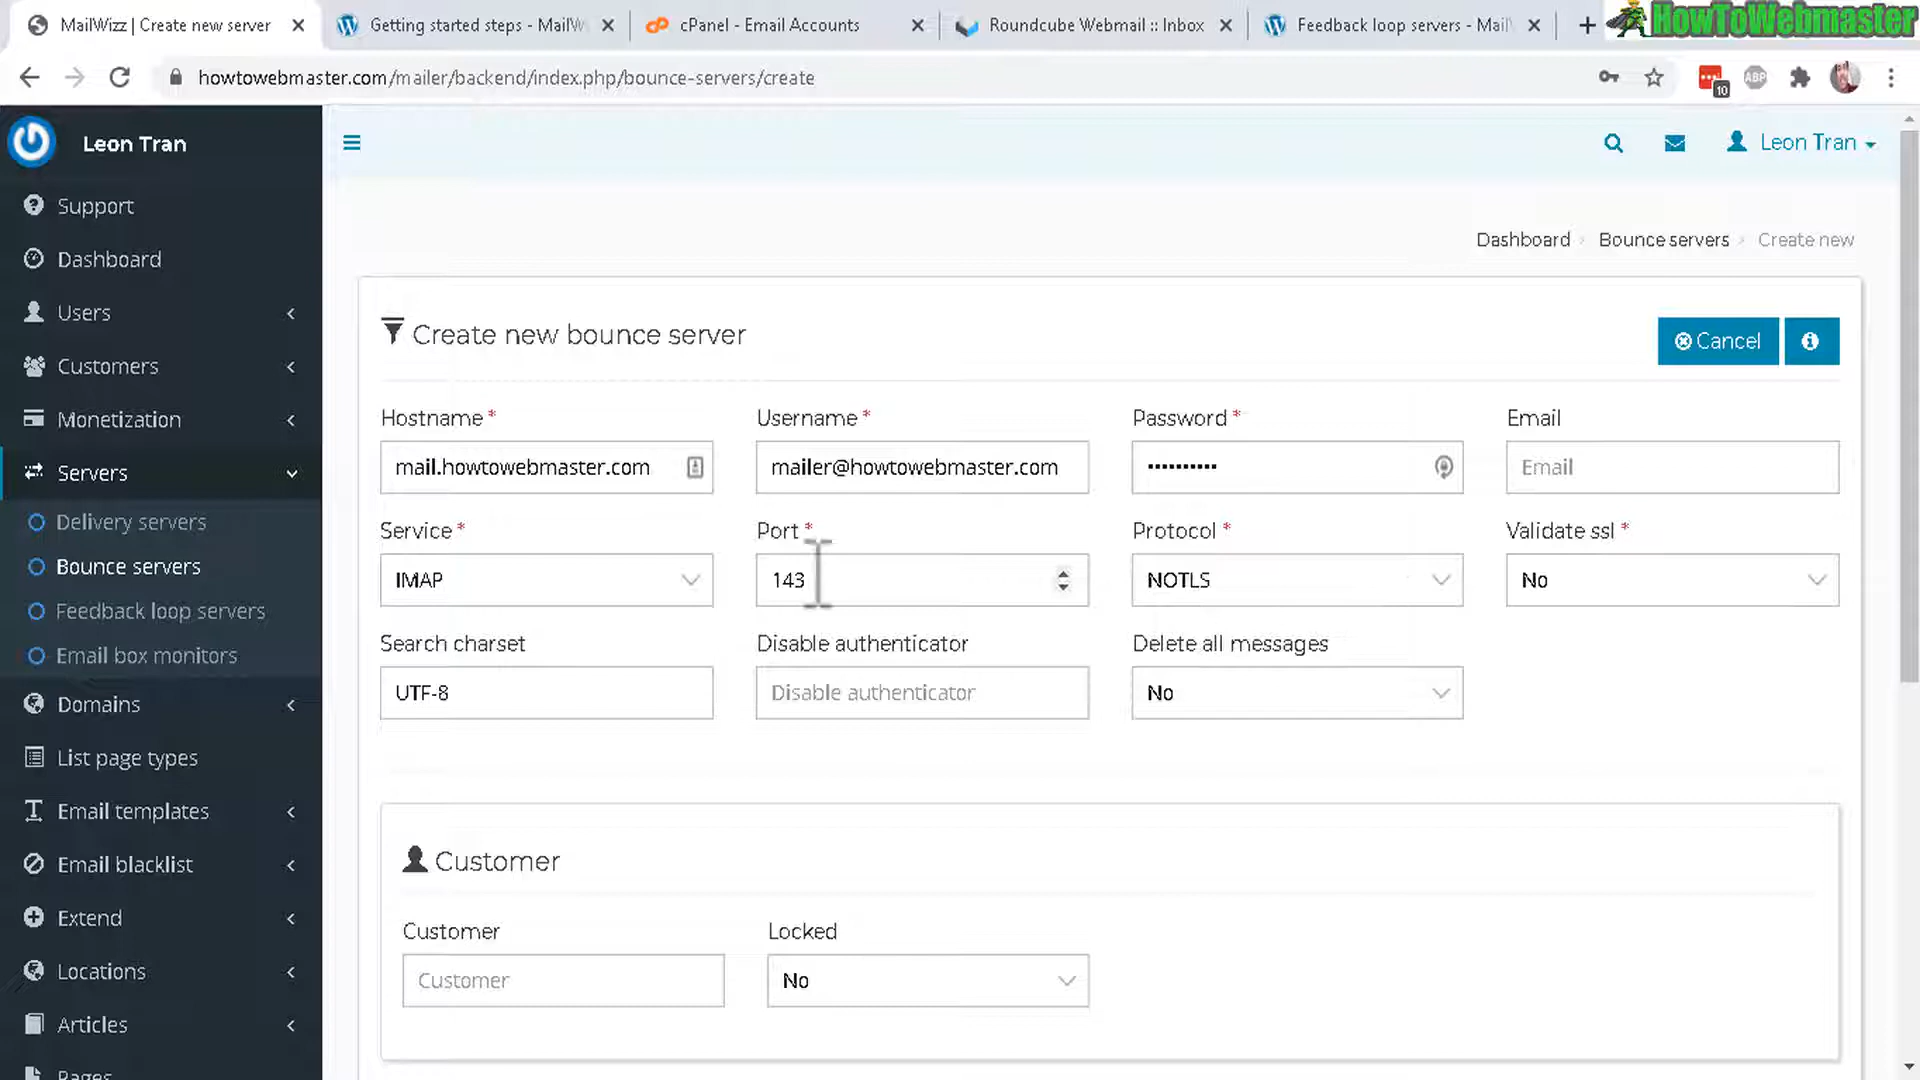 MailWizz | Create new server
Getting started steps - MailW
cPanel - Email Accounts
Roundcube Webmail :: Inbox
Feedback loop servers - Mail
HowToWebmaster
howtowebmaster.com/mailer/backend/index.php/bounce-servers/create
10
ABP
Leon Tran
Leon Tran
Support
Dashboard
Users
Customers
Monetization
Servers
Delivery servers
Bounce servers
Feedback loop servers
Email box monitors
Domains
List page types
Email templates
Email blacklist
Extend
Locations
Articles
Pages
Dashboard
Bounce servers
Create new
Create new bounce server
Cancel
Hostname *
Username *
Password *
Email
mail.howtowebmaster.com
mailer@howtowebmaster.com
••••••••••
Email
Service *
Port *
Protocol *
Validate ssl *
IMAP
143
NOTLS
No
Search charset
Disable authenticator
Delete all messages
UTF-8
Disable authenticator
No
Customer
Customer
Locked
Customer
No